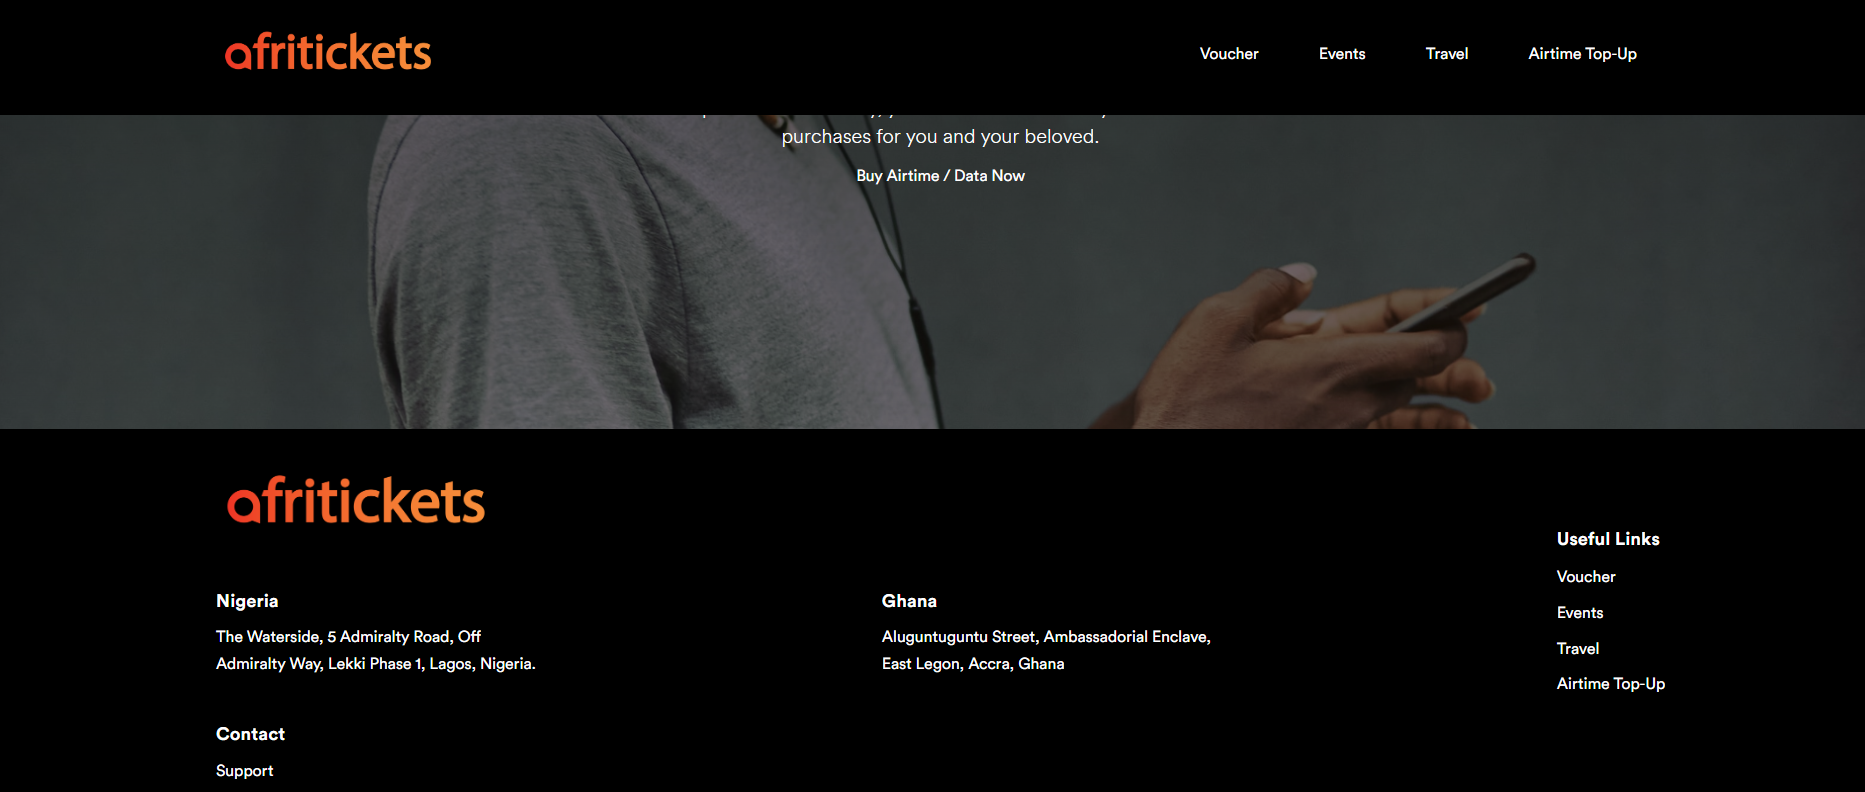 afritickets
Voucher
Events
Travel
Airtime Top-Up
purchases for you and your beloved.
Buy Airtime / Data Now
afritickets
Nigeria
The Waterside, 5 Admiralty Road, Off
Admiralty Way, Lekki Phase 1, Lagos, Nigeria.
Ghana
Aluguntuguntu Street, Ambassadorial Enclave,
East Legon, Accra, Ghana
Useful Links
Voucher
Events
Travel
Airtime Top-Up
Contact
Support